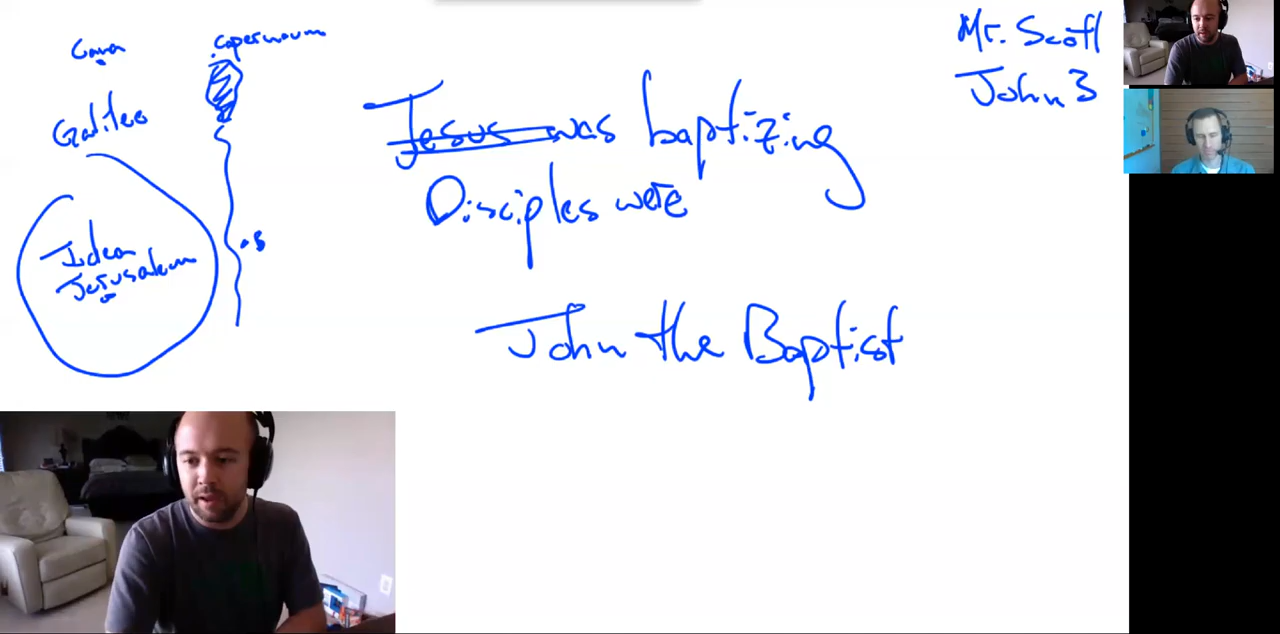 Cana
Capernaum
Galilee
Judea
Jerusalem
Jesus was baptizing
Disciples were
John the Baptist
Mr. Scott
John 3